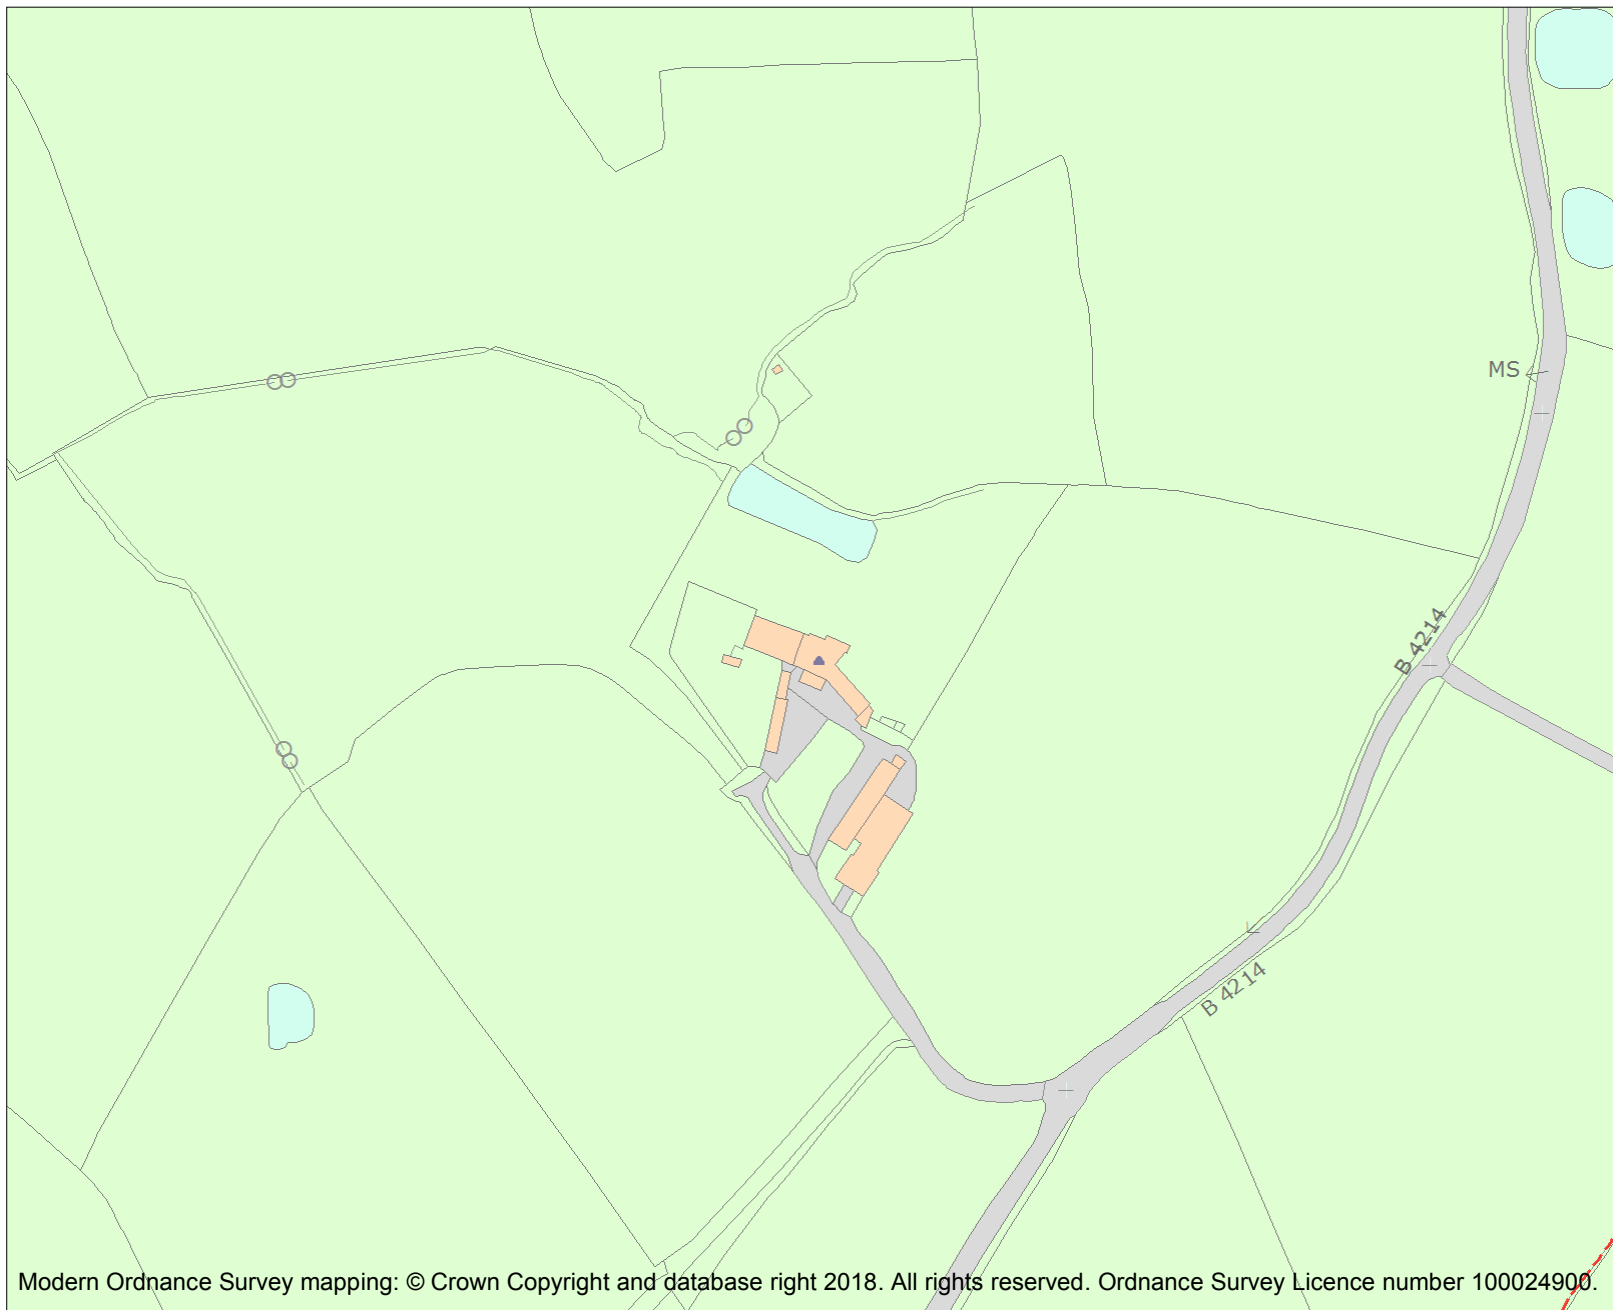 MS
B 4214
B 4214
Modern Ordnance Survey mapping: © Crown Copyright and database right 2018. All rights reserved. Ordnance Survey Licence number 100024900.